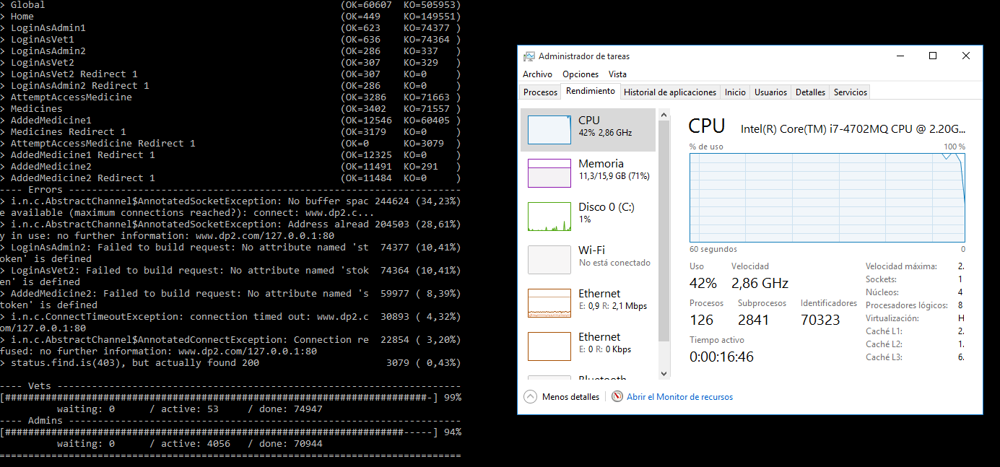 > Global (OK=60607 KO=505953)
> Home (OK=449 KO=149551)
> LoginAsAdmin1 (OK=623 KO=74377 )
> LoginAsVet1 (OK=636 KO=74364 )
> LoginAsAdmin2 (OK=286 KO=337 )
> LoginAsVet2 (OK=307 KO=329 )
> LoginAsVet2 Redirect 1 (OK=307 KO=0 )
> LoginAsAdmin2 Redirect 1 (OK=286 KO=0 )
> AttemptAccessMedicine (OK=3286 KO=71663 )
> Medicines (OK=3402 KO=71557 )
> AddedMedicine1 (OK=12546 KO=60405 )
> Medicines Redirect 1 (OK=3179 KO=0 )
> AttemptAccessMedicine Redirect 1 (OK=0 KO=3079 )
> AddedMedicine1 Redirect 1 (OK=12325 KO=0 )
> AddedMedicine2 (OK=11491 KO=291 )
> AddedMedicine2 Redirect 1 (OK=11484 KO=0 )
---- Errors --------------------------------------------------------------------
> i.n.c.AbstractChannel$AnnotatedSocketException: No buffer spac 244624 (34,23%)
e available (maximum connections reached?): connect: www.dp2.c...
> i.n.c.AbstractChannel$AnnotatedSocketException: Address alread 204503 (28,61%)
y in use: no further information: www.dp2.com/127.0.0.1:80
> LoginAsAdmin2: Failed to build request: No attribute named 'st 74377 (10,41%)
oken' is defined
> LoginAsVet2: Failed to build request: No attribute named 'stok 74364 (10,41%)
en' is defined
> AddedMedicine2: Failed to build request: No attribute named 's 59977 ( 8,39%)
token' is defined
> i.n.c.ConnectTimeoutException: connection timed out: www.dp2.c 30893 ( 4,32%)
om/127.0.0.1:80
> i.n.c.AbstractChannel$AnnotatedConnectException: Connection re 22854 ( 3,20%)
fused: no further information: www.dp2.com/127.0.0.1:80
> status.find.is(403), but actually found 200 3079 ( 0,43%)
---- Vets ----------------------------------------------------------------------
[##########################################################################-] 99%
waiting: 0 / active: 53 / done: 74947
---- Admins --------------------------------------------------------------------
[######################################################################-----] 94%
waiting: 0 / active: 4056 / done: 70944
================================================================================
Administrador de tareas
Archivo Opciones Vista
Procesos Rendimiento Historial de aplicaciones Inicio Usuarios Detalles Servicios
CPU
42% 2,86 GHz
Memoria
11,3/15,9 GB (71%)
Disco 0 (C:)
1%
Wi-Fi
No está conectado
Ethernet
E: 0,9 R: 2,1 Mbps
Ethernet
E: 0 R: 0 Kbps
Bluetooth
CPU Intel(R) Core(TM) i7-4702MQ CPU @ 2.20G...
% de uso 100 %
60 segundos 0
Uso Velocidad
42% 2,86 GHz
Procesos Subprocesos Identificadores
126 2841 70323
Tiempo activo
0:00:16:46
Velocidad máxima: 2.
Sockets: 1
Núcleos: 4
Procesadores lógicos: 8
Virtualización: H
Caché L1: 2.
Caché L2: 1.
Caché L3: 6.
Menos detalles Abrir el Monitor de recursos